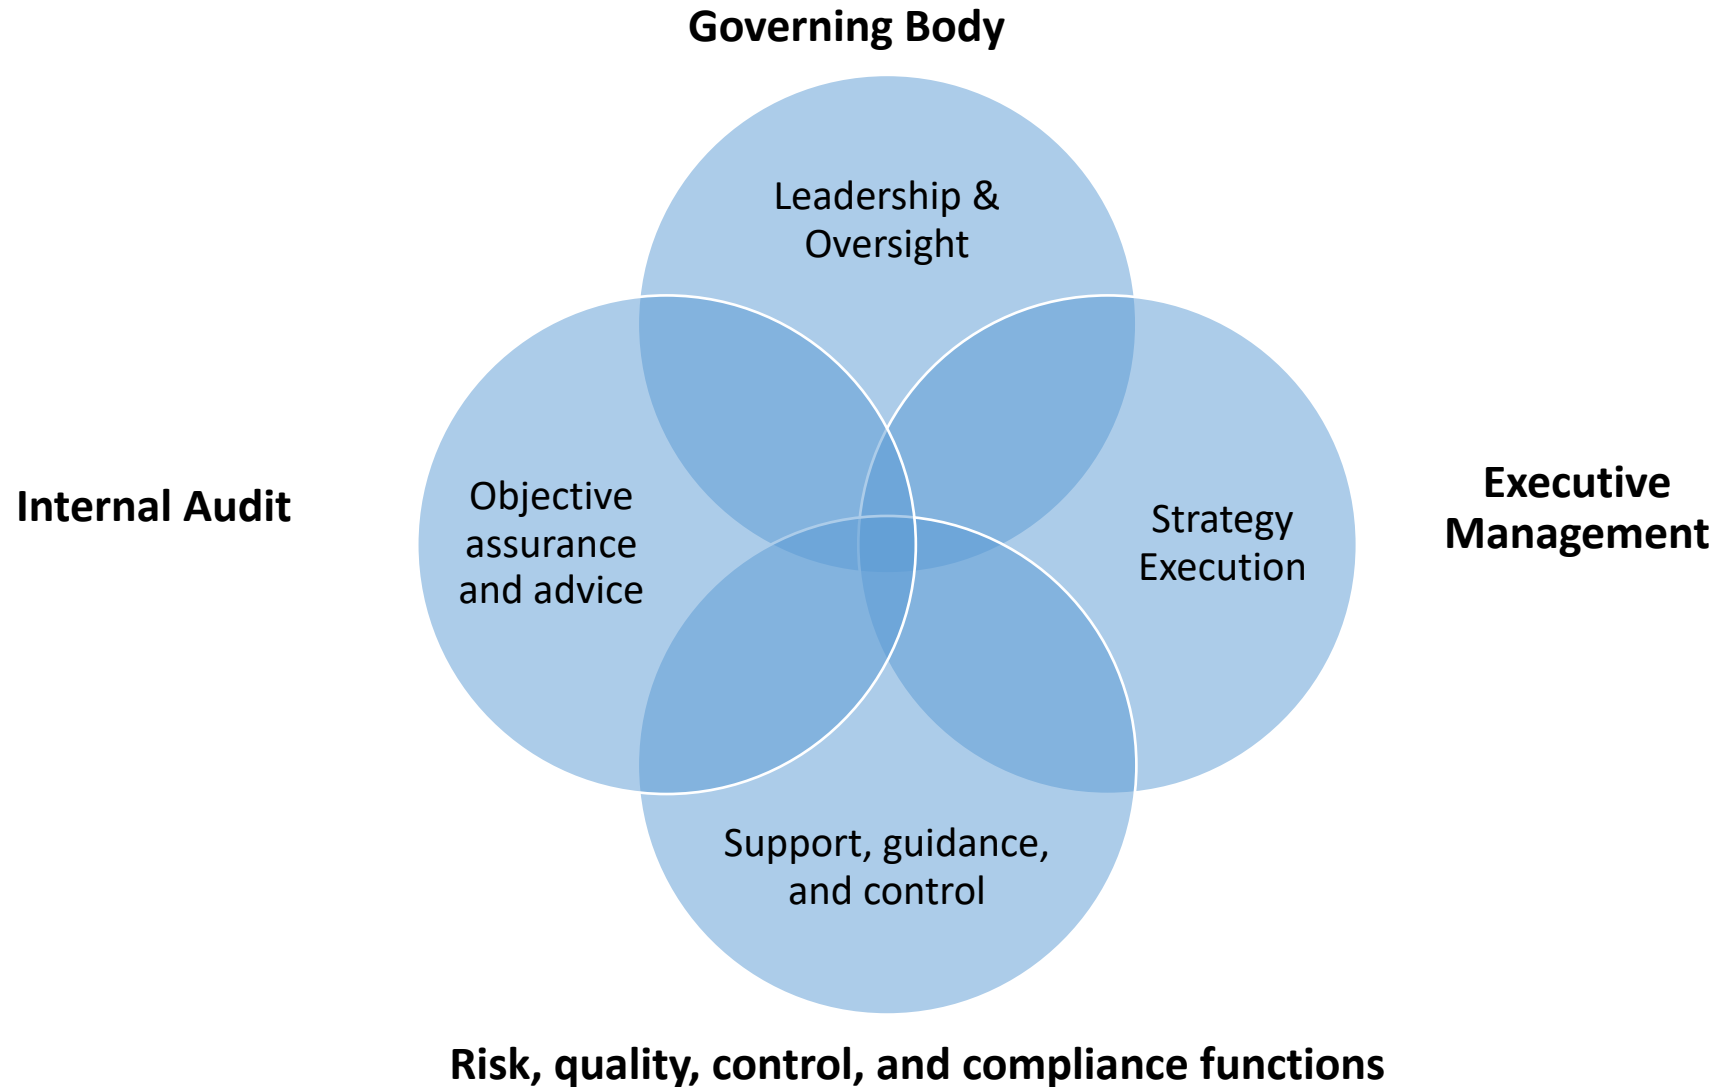 Governing Body
Leadership &
Oversight
Internal Audit
Objective
assurance
and advice
Strategy
Execution
Executive
Management
Support, guidance,
and control
Risk, quality, control, and compliance functions